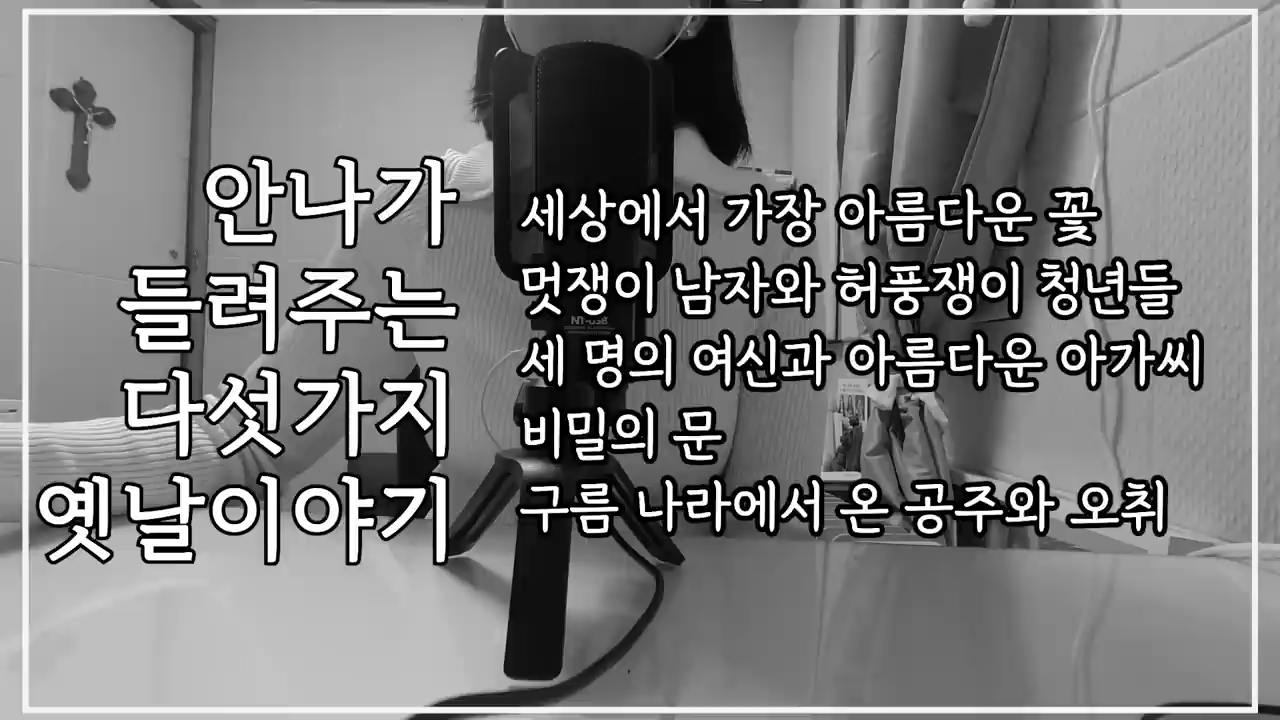 안나가
들려주는
다섯가지
옛날이야기
세상에서 가장 아름다운 꽃
멋쟁이 남자와 허풍쟁이 청년들
세 명의 여신과 아름다운 아가씨
비밀의 문
구름 나라에서 온 공주와 오취
NT-USB